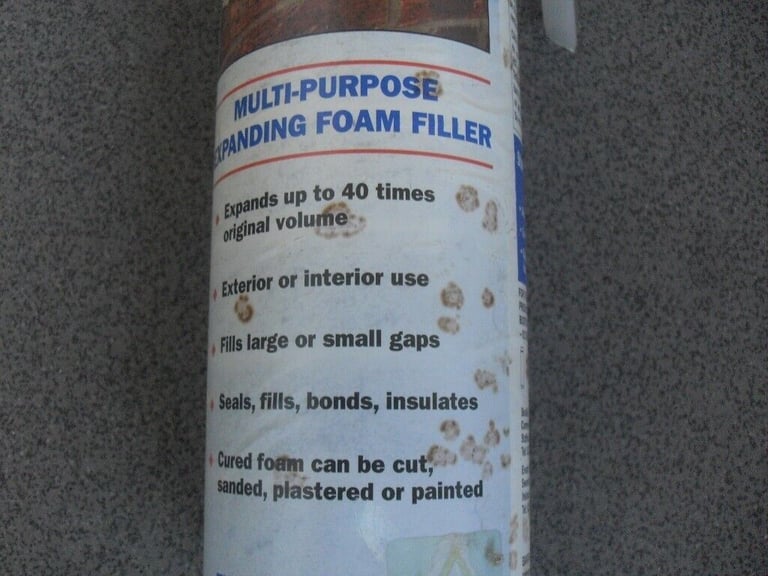 MULTI-PURPOSE
EXPANDING FOAM FILLER
Expands up to 40 times
original volume
Exterior or interior use
Fills large or small gaps
Seals, fills, bonds, insulates
Cured foam can be cut,
sanded, plastered or painted